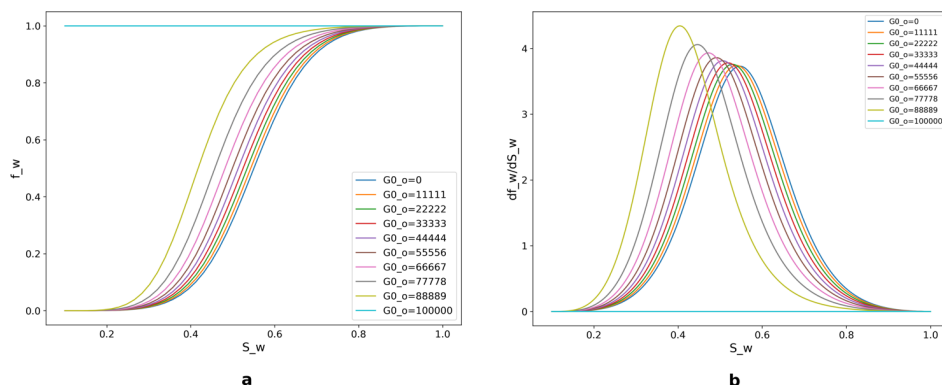 1.0
0.8
0.6
0.4
0.2
0.0
f_w
0.2 0.4 0.6 0.8 1.0
S_w
G0_o=0
G0_o=11111
G0_o=22222
G0_o=33333
G0_o=44444
G0_o=55556
G0_o=66667
G0_o=77778
G0_o=88889
G0_o=100000
a
4
3
2
1
0
df_w/dS_w
0.2 0.4 0.6 0.8 1.0
S_w
G0_o=0
G0_o=11111
G0_o=22222
G0_o=33333
G0_o=44444
G0_o=55556
G0_o=66667
G0_o=77778
G0_o=88889
G0_o=100000
b